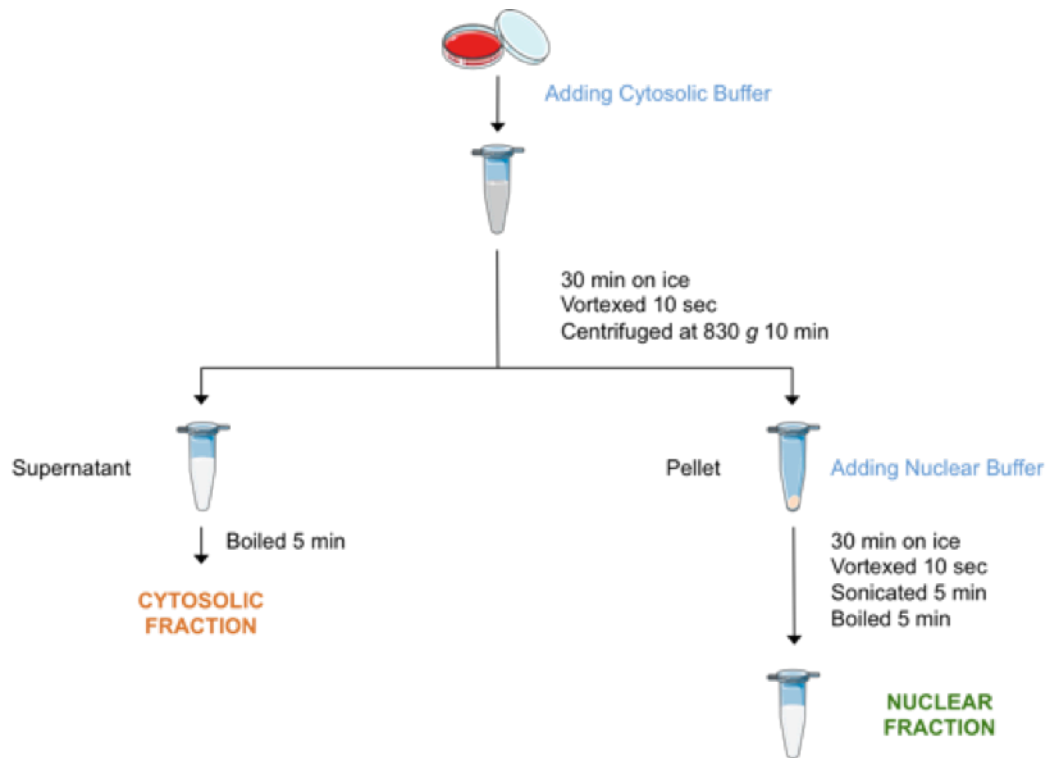 Adding Cytosolic Buffer
30 min on ice
Vortexed 10 sec
Centrifuged at 830 g 10 min
Supernatant
Pellet
Adding Nuclear Buffer
Boiled 5 min
30 min on ice
Vortexed 10 sec
Sonicated 5 min
Boiled 5 min
CYTOSOLIC
FRACTION
NUCLEAR
FRACTION